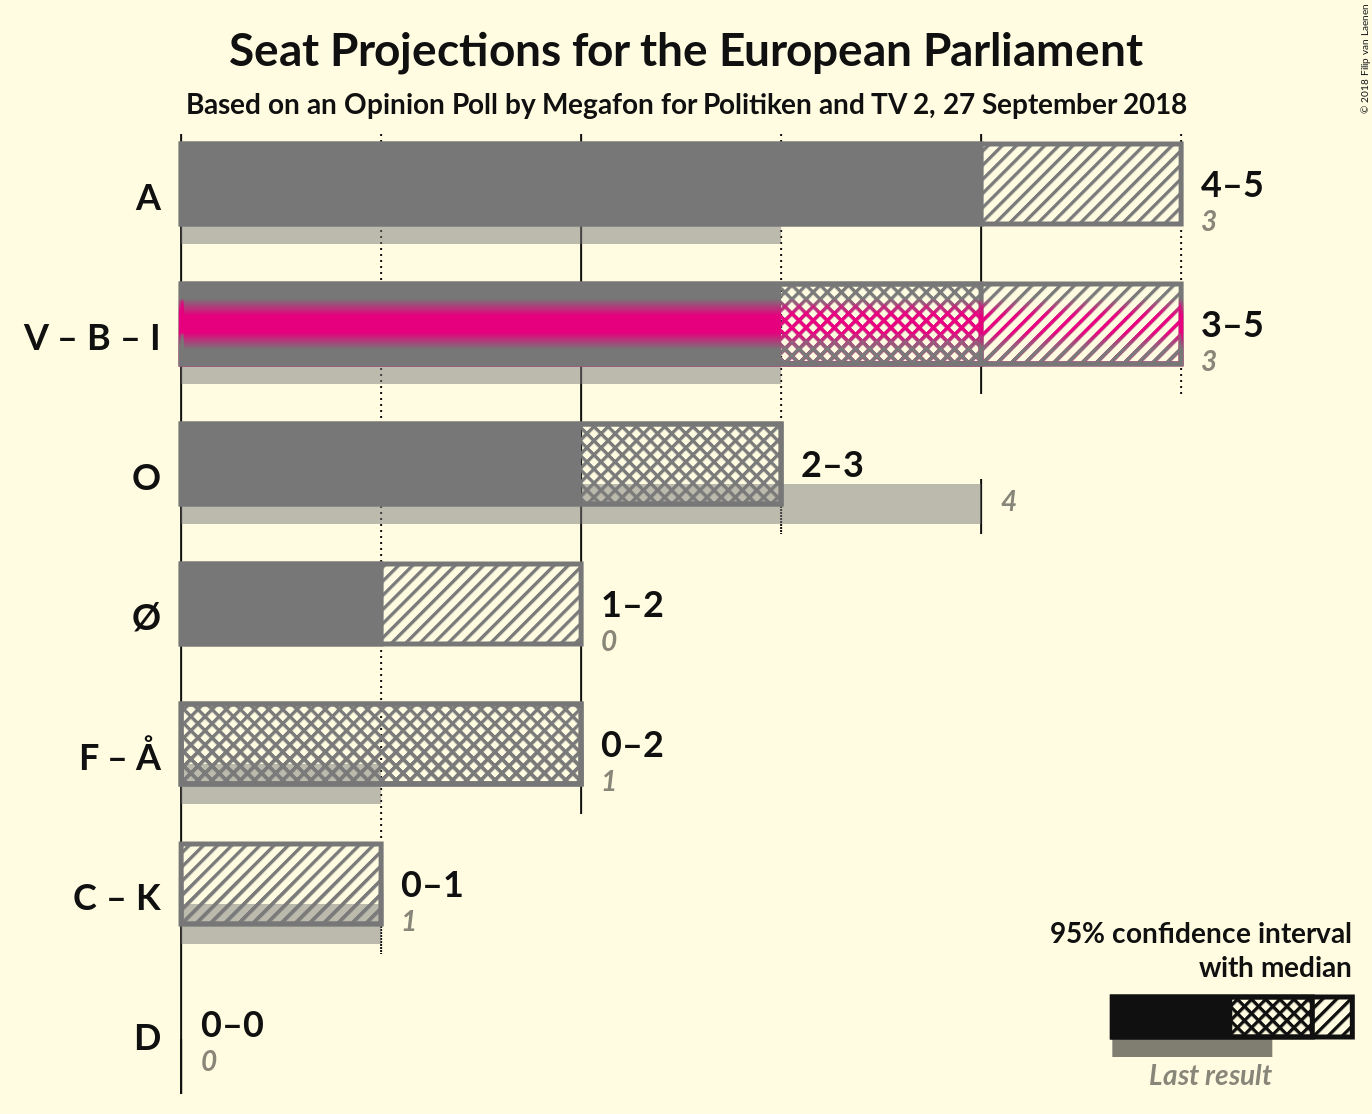 Seat Projections for the European Parliament
Based on an Opinion Poll by Megafon for Politiken and TV 2, 27 September 2018
© 2018 Filip van Laenen
A
4–5
3
V – B – I
3–5
3
O
2–3
4
Ø
1–2
0
F – Å
0–2
1
C – K
0–1
1
D
0–0
0
95% confidence interval
with median
Last result